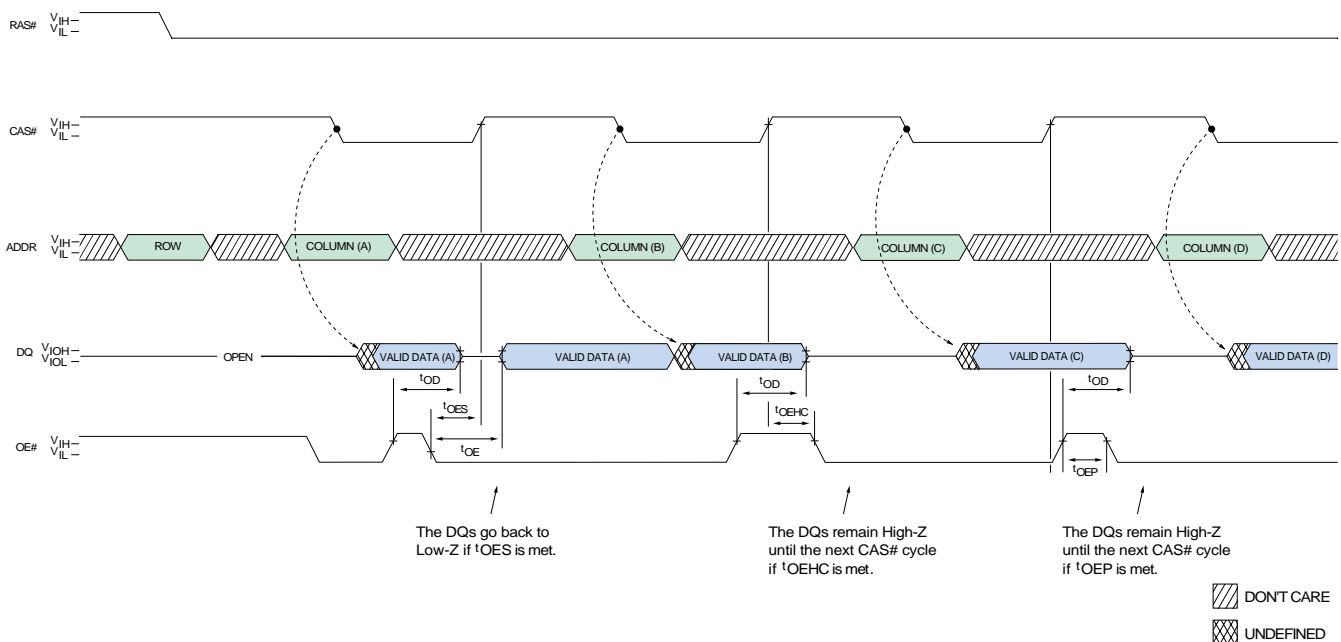 RAS# VIH VIL
CAS# VIH VIL
ADDR VIH VIL ROW COLUMN (A) COLUMN (B) COLUMN (C) COLUMN (D)
DQ VIOH VIOL OPEN VALID DATA (A) VALID DATA (A) VALID DATA (B) VALID DATA (C) VALID DATA (D)
tOD tOD tOD
tOES tOEHC
tOE
OE# VIH VIL tOEP
The DQs go back to
Low-Z if tOES is met.
The DQs remain High-Z
until the next CAS# cycle
if tOEHC is met.
The DQs remain High-Z
until the next CAS# cycle
if tOEP is met.
DON'T CARE
UNDEFINED